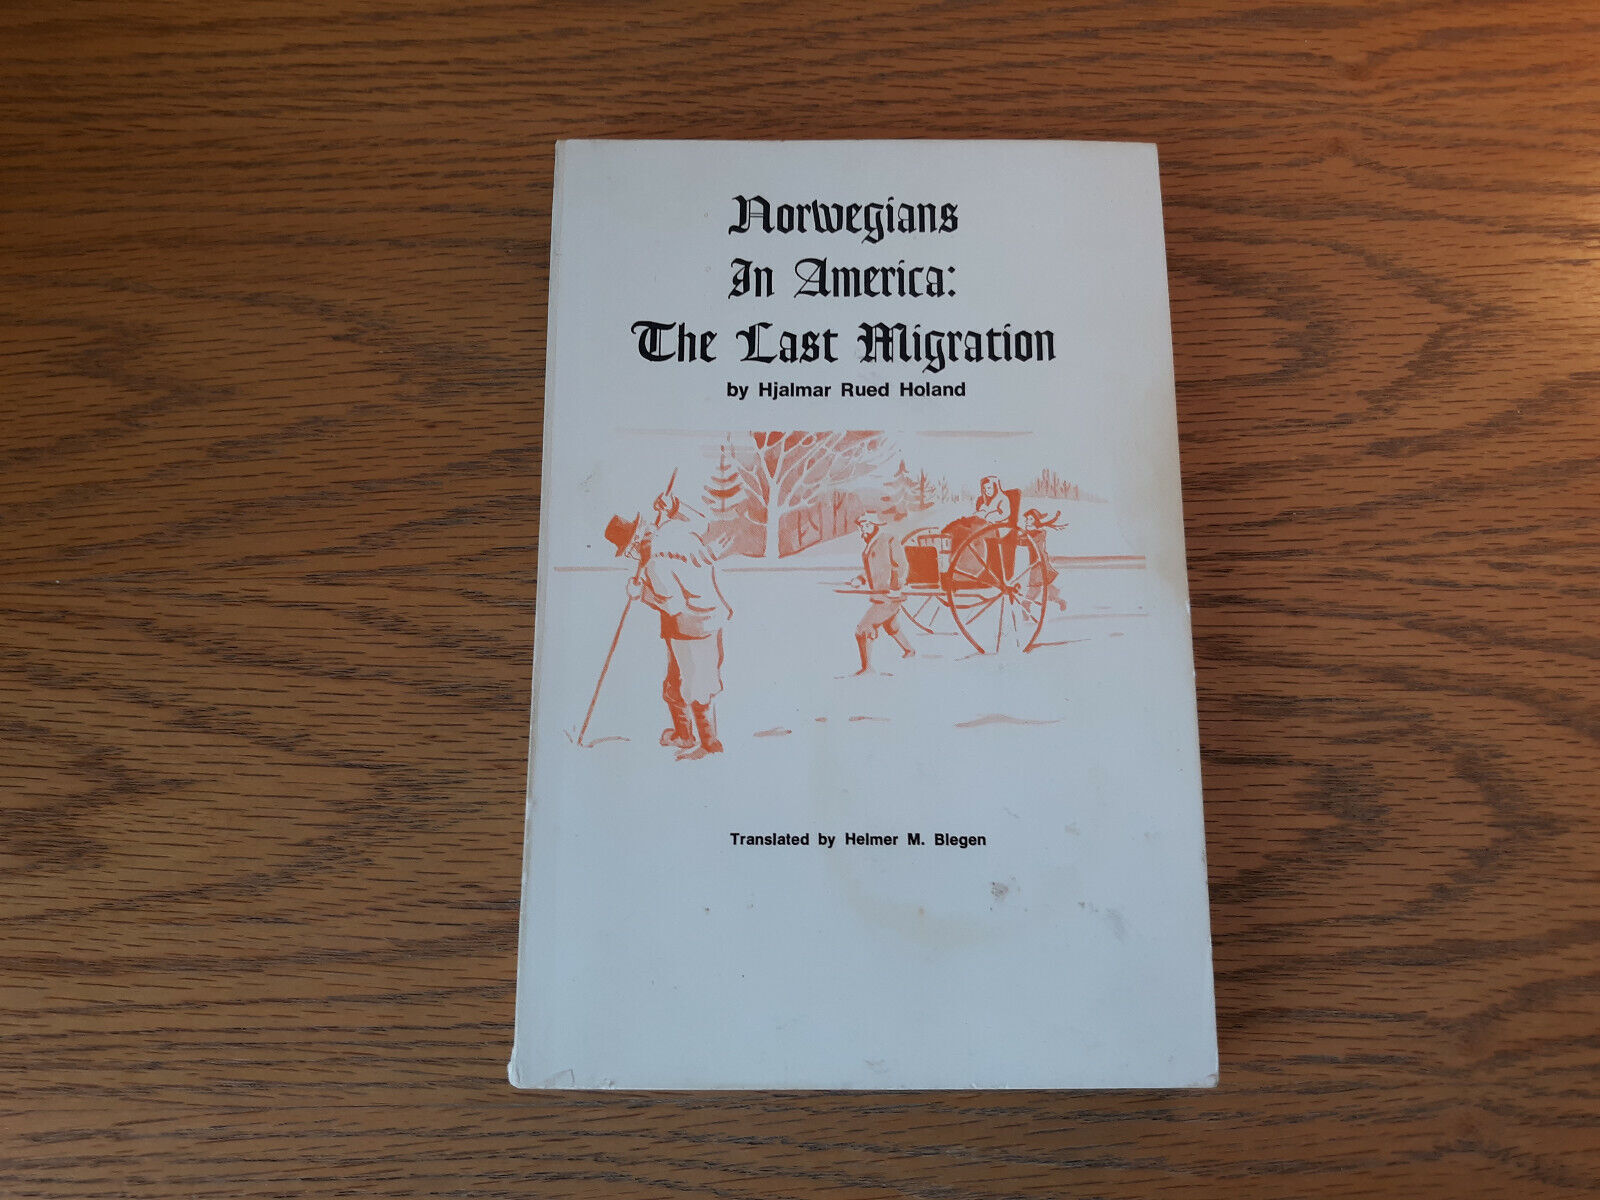 Norwegians
In America:
The Last Migration
by Hjalmar Rued Holand
Translated by Helmer M. Blegen